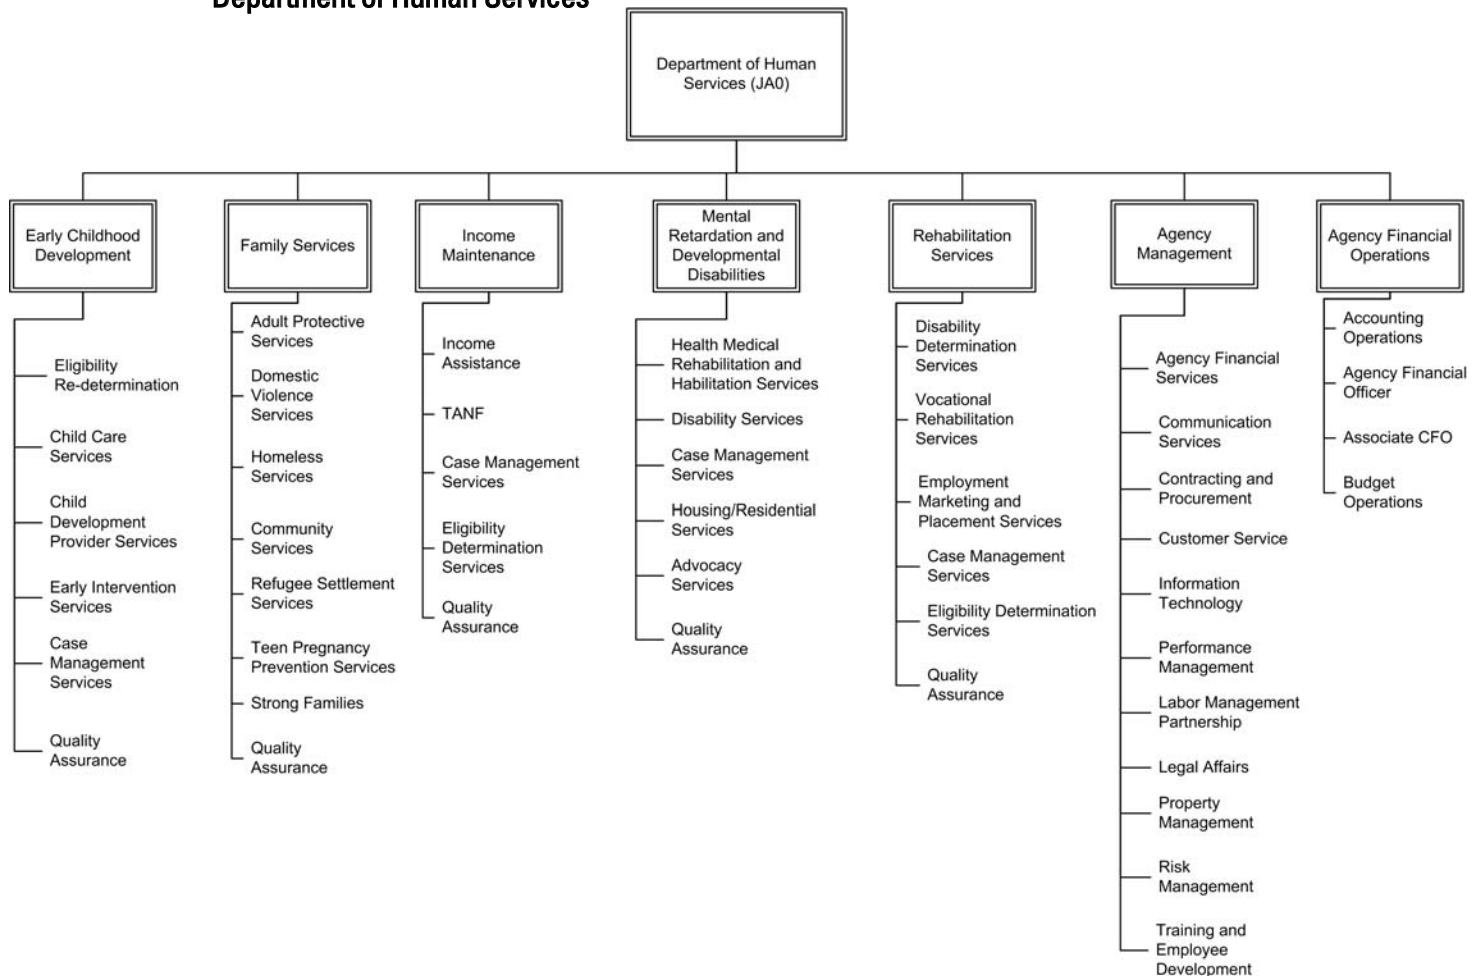 Department of Human Services
Department of Human
Services (JA0)
Early Childhood
Development
Eligibility
Re-determination
Child Care
Services
Child
Development
Provider Services
Early Intervention
Services
Case
Management
Services
Quality
Assurance
Family Services
Adult Protective
Services
Domestic
Violence
Services
Homeless
Services
Community
Services
Refugee Settlement
Services
Teen Pregnancy
Prevention Services
Strong Families
Quality
Assurance
Income
Maintenance
Income
Assistance
TANF
Case Management
Services
Eligibility
Determination
Services
Quality
Assurance
Mental
Retardation and
Developmental
Disabilities
Health Medical
Rehabilitation and
Habilitation Services
Disability Services
Case Management
Services
Housing/Residential
Services
Advocacy
Services
Quality
Assurance
Rehabilitation
Services
Disability
Determination
Services
Vocational
Rehabilitation
Services
Employment
Marketing and
Placement Services
Case Management
Services
Eligibility Determination
Services
Quality
Assurance
Agency
Management
Agency Financial
Services
Communication
Services
Contracting and
Procurement
Customer Service
Information
Technology
Performance
Management
Labor Management
Partnership
Legal Affairs
Property
Management
Risk
Management
Training and
Employee
Development
Agency Financial
Operations
Accounting
Operations
Agency Financial
Officer
Associate CFO
Budget
Operations